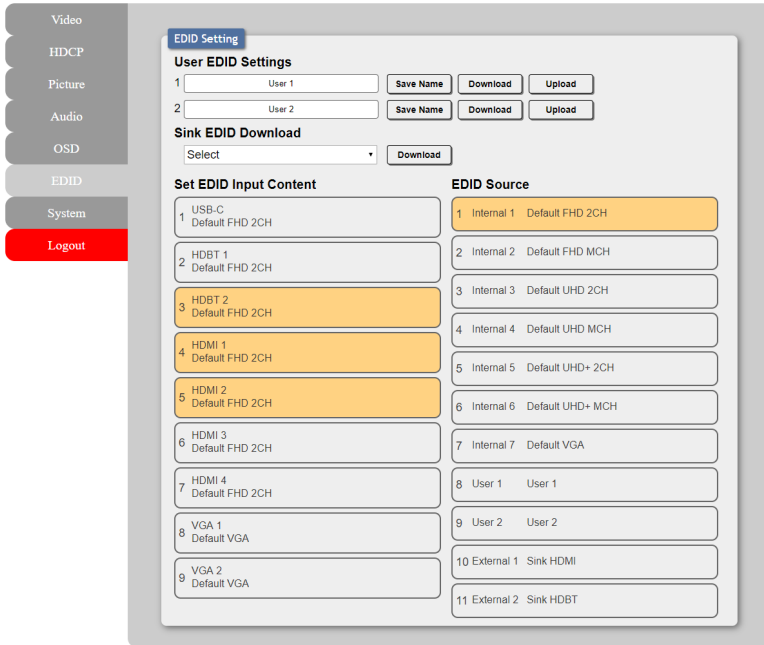 Video
HDCP
Picture
Audio
OSD
EDID
System
Logout
EDID Setting
User EDID Settings
1 User 1 Save Name Download Upload
2 User 2 Save Name Download Upload
Sink EDID Download
Select Download
Set EDID Input Content
1 USB-C
Default FHD 2CH
2 HDBT 1
Default FHD 2CH
3 HDBT 2
Default FHD 2CH
4 HDMI 1
Default FHD 2CH
5 HDMI 2
Default FHD 2CH
6 HDMI 3
Default FHD 2CH
7 HDMI 4
Default FHD 2CH
8 VGA 1
Default VGA
9 VGA 2
Default VGA
EDID Source
1 Internal 1 Default FHD 2CH
2 Internal 2 Default FHD MCH
3 Internal 3 Default UHD 2CH
4 Internal 4 Default UHD MCH
5 Internal 5 Default UHD+ 2CH
6 Internal 6 Default UHD+ MCH
7 Internal 7 Default VGA
8 User 1 User 1
9 User 2 User 2
10 External 1 Sink HDMI
11 External 2 Sink HDBT